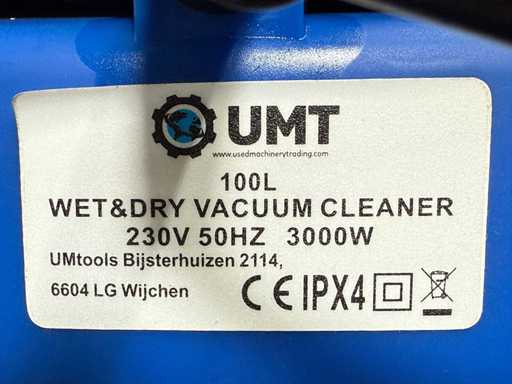 UMT
www.usedmachinerytrading.com
100L
WET&DRY VACUUM CLEANER
230V 50HZ 3000W
UMtools Bijsterhuizen 2114,
6604 LG Wijchen
CE IPX4